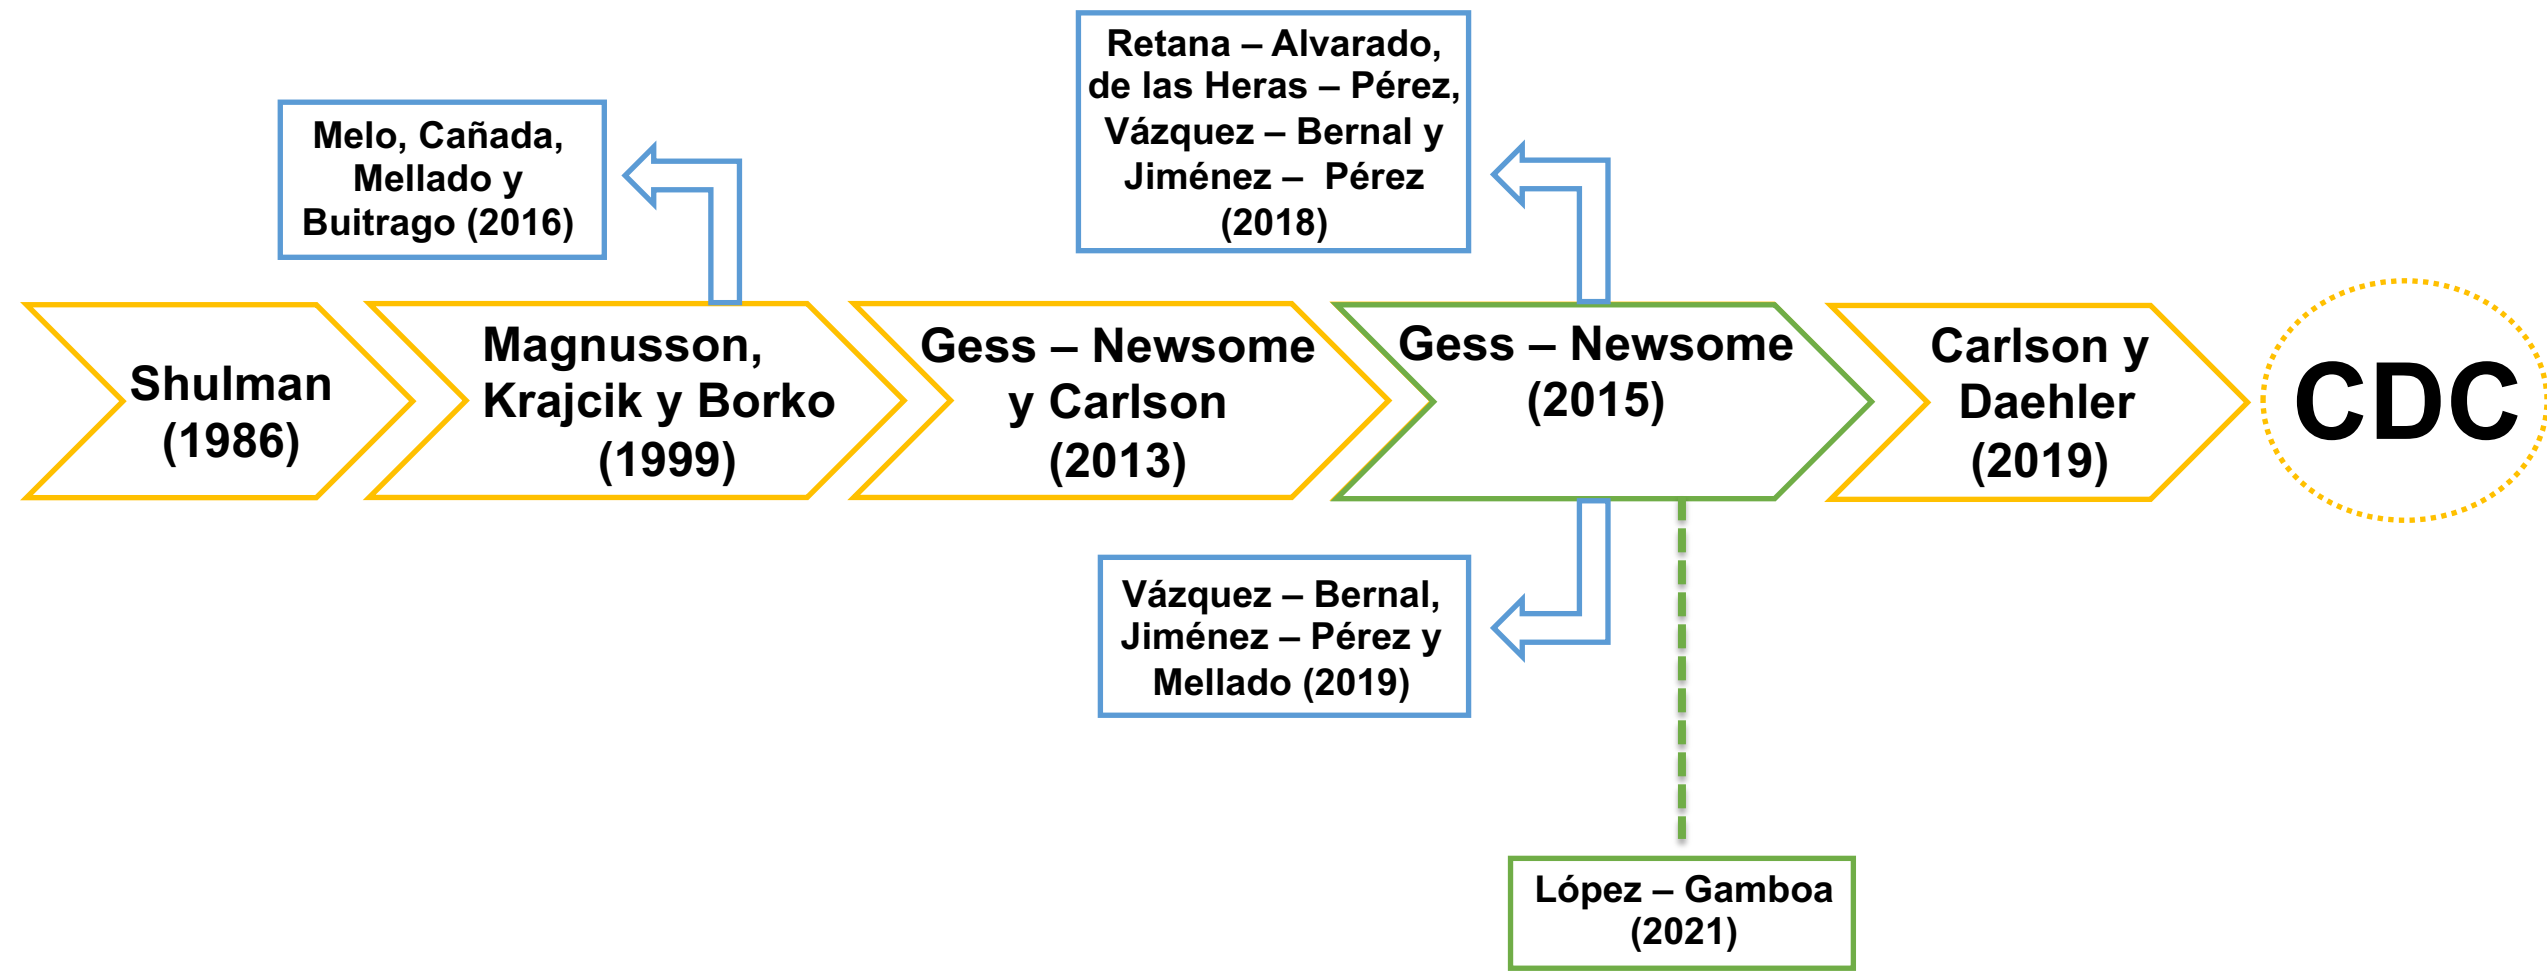 Retana – Alvarado,
de las Heras – Pérez,
Vázquez – Bernal y
Jiménez – Pérez
(2018)
Melo, Cañada,
Mellado y
Buitrago (2016)
Shulman
(1986)
Magnusson,
Krajcik y Borko
(1999)
Gess – Newsome
y Carlson
(2013)
Gess – Newsome
(2015)
Carlson y
Daehler
(2019)
CDC
Vázquez – Bernal,
Jiménez – Pérez y
Mellado (2019)
López – Gamboa
(2021)